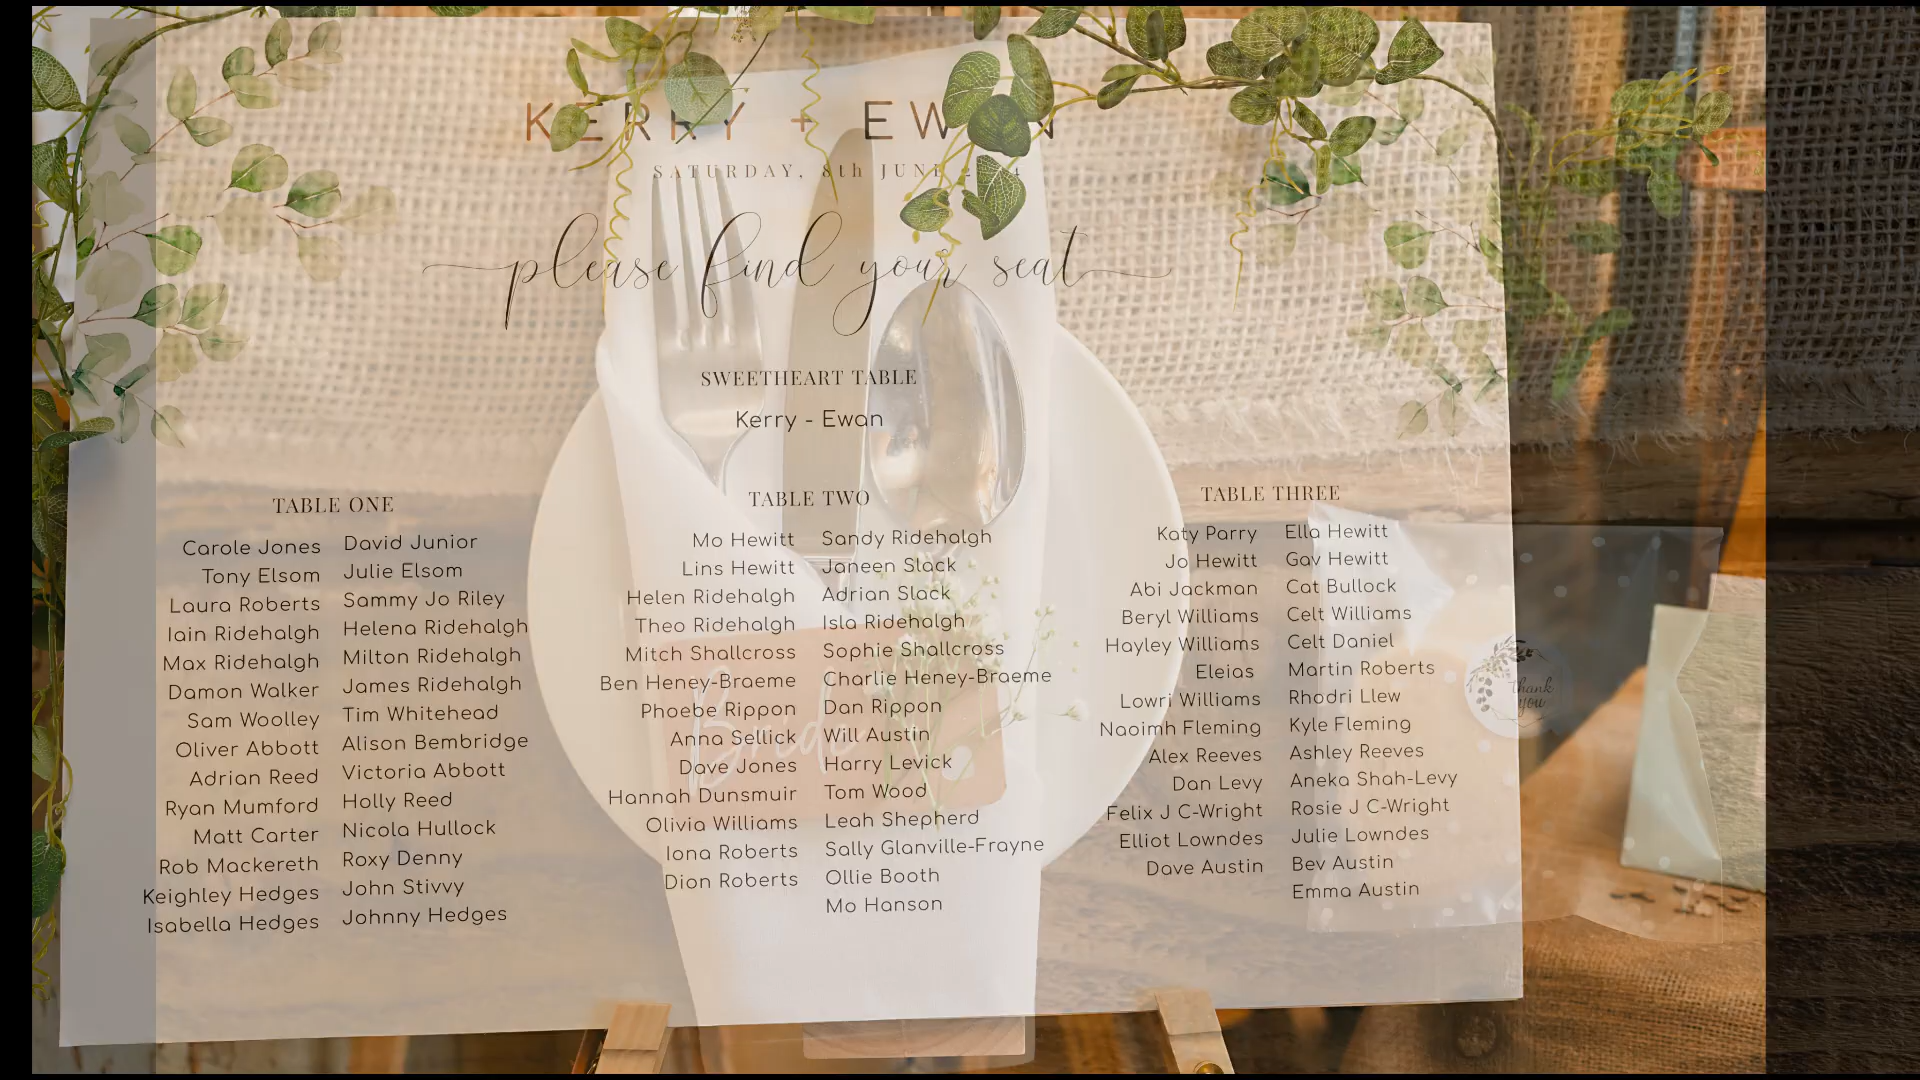 KERRY + EWAN
SATURDAY, 8th JUNE
please find your seat
SWEETHEART TABLE
Kerry - Ewan
TABLE ONE
Carole Jones David Junior
Tony Elsom Julie Elsom
Laura Roberts Sammy Jo Riley
Iain Ridehalgh Helena Ridehalgh
Max Ridehalgh Milton Ridehalgh
Damon Walker James Ridehalgh
Sam Woolley Tim Whitehead
Oliver Abbott Alison Bembridge
Adrian Reed Victoria Abbott
Ryan Mumford Holly Reed
Matt Carter Nicola Hullock
Rob Mackereth Roxy Denny
Keighley Hedges John Stivvy
Isabella Hedges Johnny Hedges
TABLE TWO
Mo Hewitt Sandy Ridehalgh
Lins Hewitt Janeen Slack
Helen Ridehalgh Adrian Slack
Theo Ridehalgh Isla Ridehalgh
Mitch Shallcross Sophie Shallcross
Ben Heney-Braeme Charlie Heney-Braeme
Phoebe Rippon Dan Rippon
Anna Sellick Will Austin
Dave Jones Harry Levick
Hannah Dunsmuir Tom Wood
Olivia Williams Leah Shepherd
Iona Roberts Sally Glanville-Frayne
Dion Roberts Ollie Booth
Mo Hanson
TABLE THREE
Katy Parry Ella Hewitt
Jo Hewitt Gav Hewitt
Abi Jackman Cat Bullock
Beryl Williams Celt Williams
Hayley Williams Celt Daniel
Eleias Martin Roberts
Lowri Williams Rhodri Llew
Naoimh Fleming Kyle Fleming
Alex Reeves Ashley Reeves
Dan Levy Aneka Shah-Levy
Felix J C-Wright Rosie J C-Wright
Elliot Lowndes Julie Lowndes
Dave Austin Bev Austin
Emma Austin
Bride
thank
you